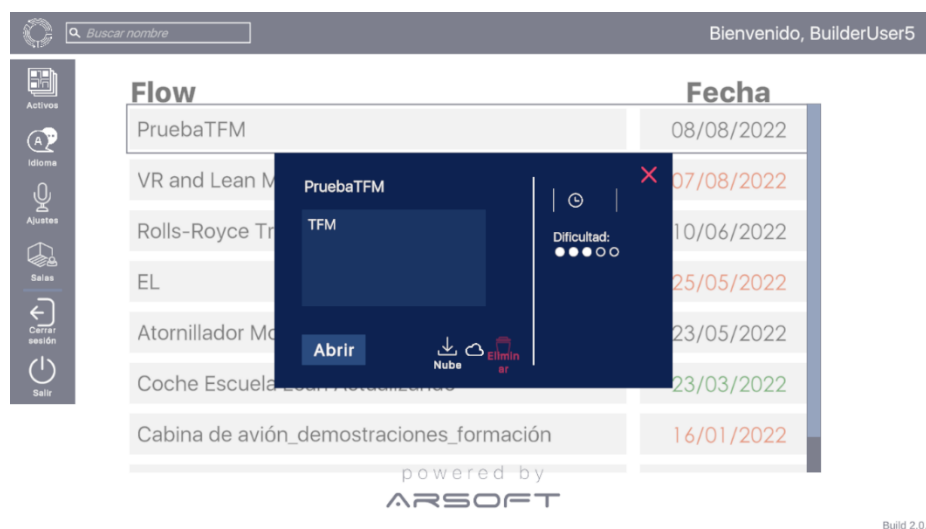 Buscar nombre
Bienvenido, BuilderUser5
Activos
Idioma
Ajustes
Salas
Cerrar
sesión
Salir
Flow
Fecha
PruebaTFM
08/08/2022
VR and Lean M
07/08/2022
Rolls-Royce Tr
10/06/2022
EL
25/05/2022
Atornillador Mo
23/05/2022
Coche Escuela Lean Actualizando
23/03/2022
Cabina de avión_demostraciones_formación
16/01/2022
PruebaTFM
TFM
Dificultad:
Abrir
Nube
Elimin
ar
powered by
ARSOFT
Build 2.0.